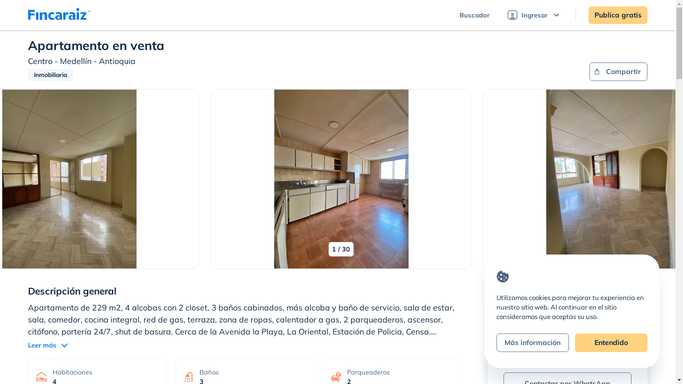 Fincaraiz
Buscador
Ingresar
Publica gratis
Apartamento en venta
Centro - Medellín - Antioquia
Inmobiliaria
Compartir
1 / 30
Descripción general
Apartamento de 229 m2, 4 alcobas con 2 closet, 3 baños cabinados, más alcoba y baño de servicio, sala de estar,
sala, comedor, cocina integral, red de gas, terraza, zona de ropas, calentador a gas, 2 parqueaderos, ascensor,
citófono, portería 24/7, shut de basura. Cerca de la Avenida la Playa, La Oriental, Estación de Policia, Censa....
Leer más
Habitaciones
4
Baños
3
Parqueaderos
2
Utilizamos cookies para mejorar tu experiencia en
nuestro sitio web. Al continuar en el sitio
consideramos que aceptas su uso.
Más información
Entendido
Contactar por WhatsApp